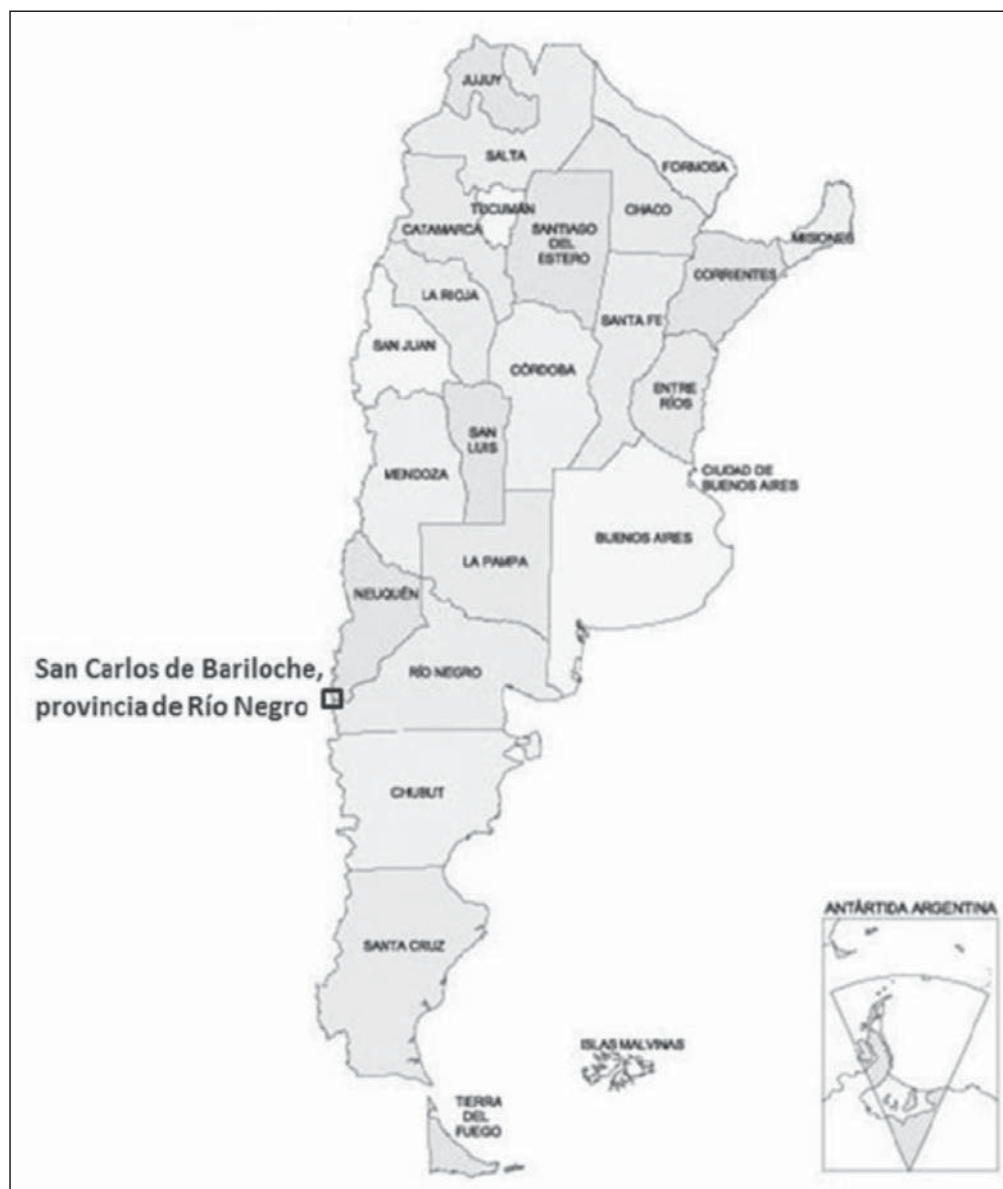 JUJUY
SALTA
FORMOSA
CHACO
TUCUMÁN
CATAMARCA
SANTIAGO
DEL
ESTERO
MISIONES
CORRIENTES
LA RIOJA
SANTA FE
SAN JUAN
CÓRDOBA
ENTRE
RÍOS
SAN
LUIS
MENDOZA
CIUDAD DE
BUENOS AIRES
BUENOS AIRES
LA PAMPA
NEUQUÉN
San Carlos de Bariloche,
provincia de Río Negro
RÍO NEGRO
CHUBUT
ANTÁRTIDA ARGENTINA
SANTA CRUZ
ISLAS MALVINAS
TIERRA
DEL
FUEGO